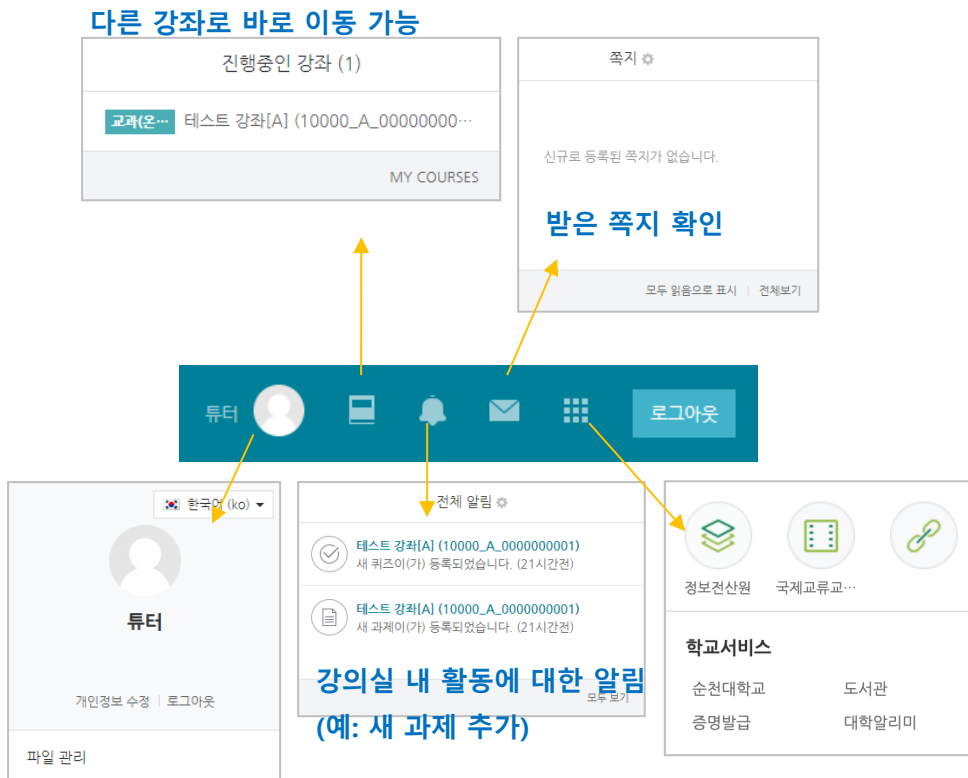 다른 강좌로 바로 이동 가능
진행중인 강좌 (1)
교과(온… 테스트 강좌[A] (10000_A_00000000…
MY COURSES
쪽지
신규로 등록된 쪽지가 없습니다.
받은 쪽지 확인
모두 읽음으로 표시 | 전체보기
튜터
로그아웃
한국어 (ko)
튜터
개인정보 수정 | 로그아웃
파일 관리
전체 알림
테스트 강좌[A] (10000_A_0000000001)
새 퀴즈이(가) 등록되었습니다. (21시간전)
테스트 강좌[A] (10000_A_0000000001)
새 과제이(가) 등록되었습니다. (21시간전)
강의실 내 활동에 대한 알림
모두 보기
(예: 새 과제 추가)
정보전산원 국제교류교…
학교서비스
순천대학교 도서관
증명발급 대학알리미